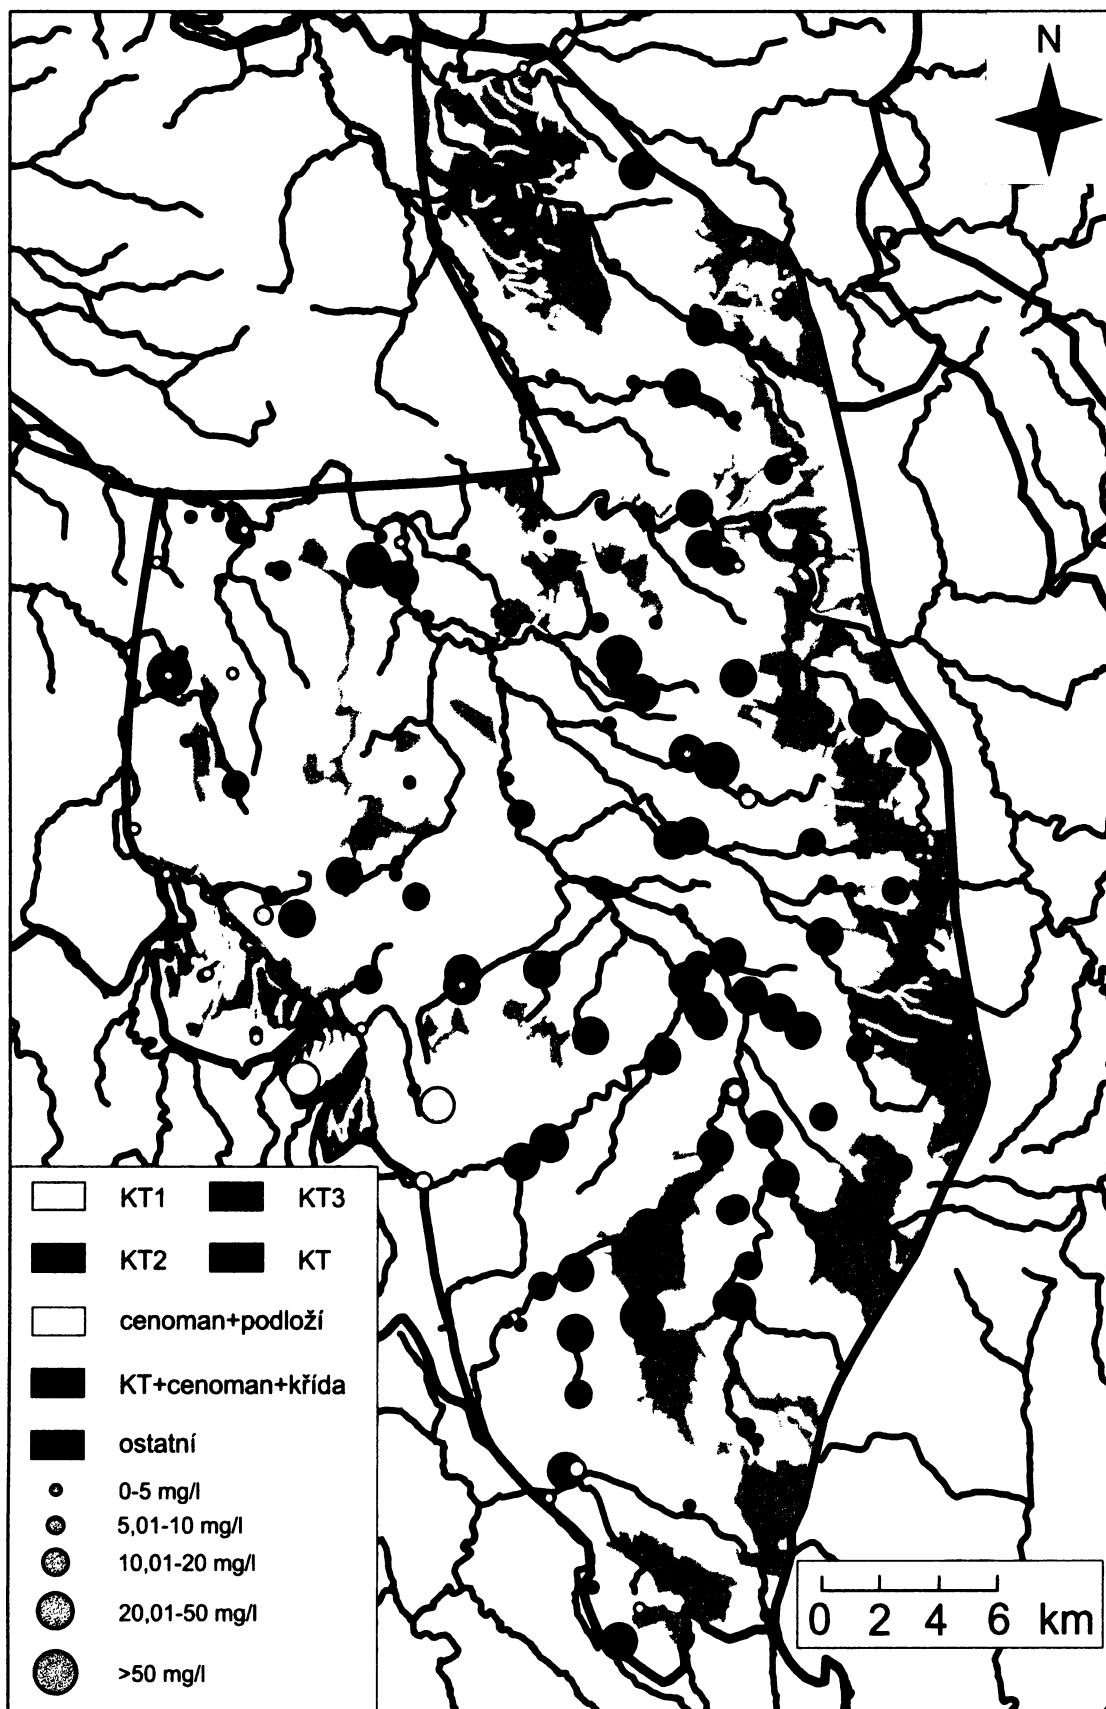 N
KT1 KT3
KT2 KT
cenoman+podloží
KT+cenoman+křída
ostatní
0-5 mg/l
5,01-10 mg/l
10,01-20 mg/l
20,01-50 mg/l
>50 mg/l
0 2 4 6 km